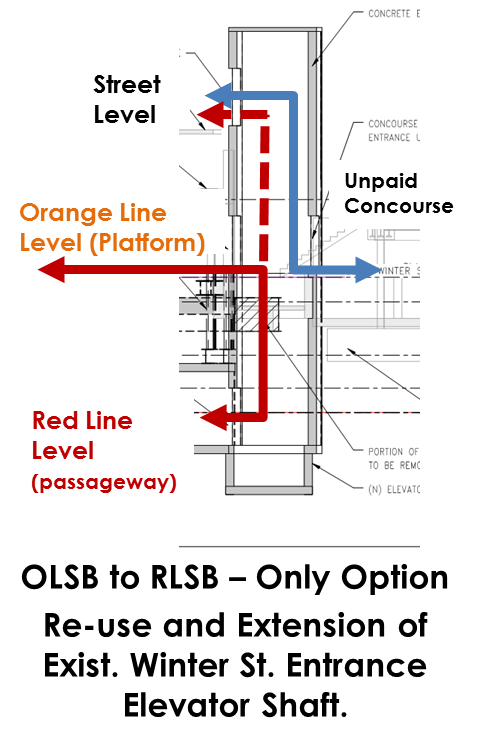 CONCRETE E
Street
Level
CONCOURSE
ENTRANCE U
Unpaid
Concourse
Orange Line
Level (Platform)
WINTER S
Red Line
Level
(passageway)
PORTION OF
TO BE REMO
(N) ELEVAT
OLSB to RLSB – Only Option
Re-use and Extension of
Exist. Winter St. Entrance
Elevator Shaft.